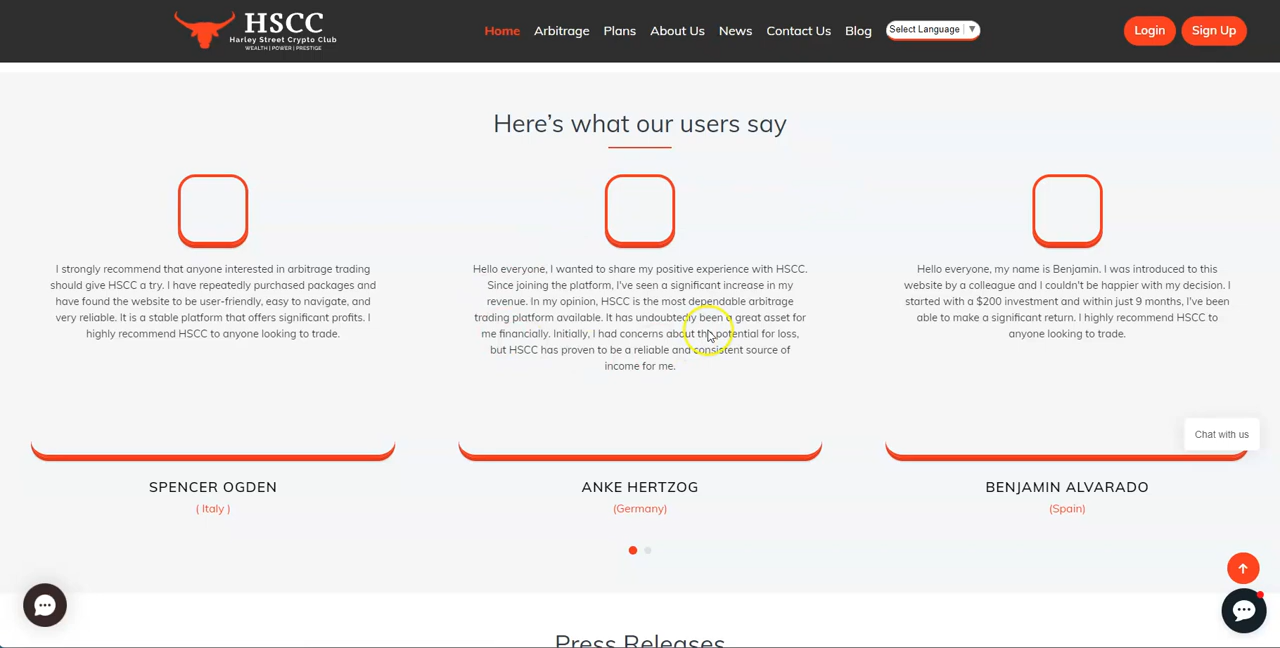 HSCC
Harley Street Crypto Club
WEALTH | POWER | PRESTIGE
Home Arbitrage Plans About Us News Contact Us Blog Select Language ▼ Login Sign Up
Here’s what our users say
I strongly recommend that anyone interested in arbitrage trading
should give HSCC a try. I have repeatedly purchased packages and
have found the website to be user-friendly, easy to navigate, and
very reliable. It is a stable platform that offers significant profits. I
highly recommend HSCC to anyone looking to trade.
SPENCER OGDEN
( Italy )
Hello everyone, I wanted to share my positive experience with HSCC.
Since joining the platform, I've seen a significant increase in my
revenue. In my opinion, HSCC is the most dependable arbitrage
trading platform available. It has undoubtedly been a great asset for
me financially. Initially, I had concerns about the potential for loss,
but HSCC has proven to be a reliable and consistent source of
income for me.
ANKE HERTZOG
(Germany)
Hello everyone, my name is Benjamin. I was introduced to this
website by a colleague and I couldn't be happier with my decision. I
started with a $200 investment and within just 9 months, I've been
able to make a significant return. I highly recommend HSCC to
anyone looking to trade.
BENJAMIN ALVARADO
(Spain)
Chat with us
Press Releases